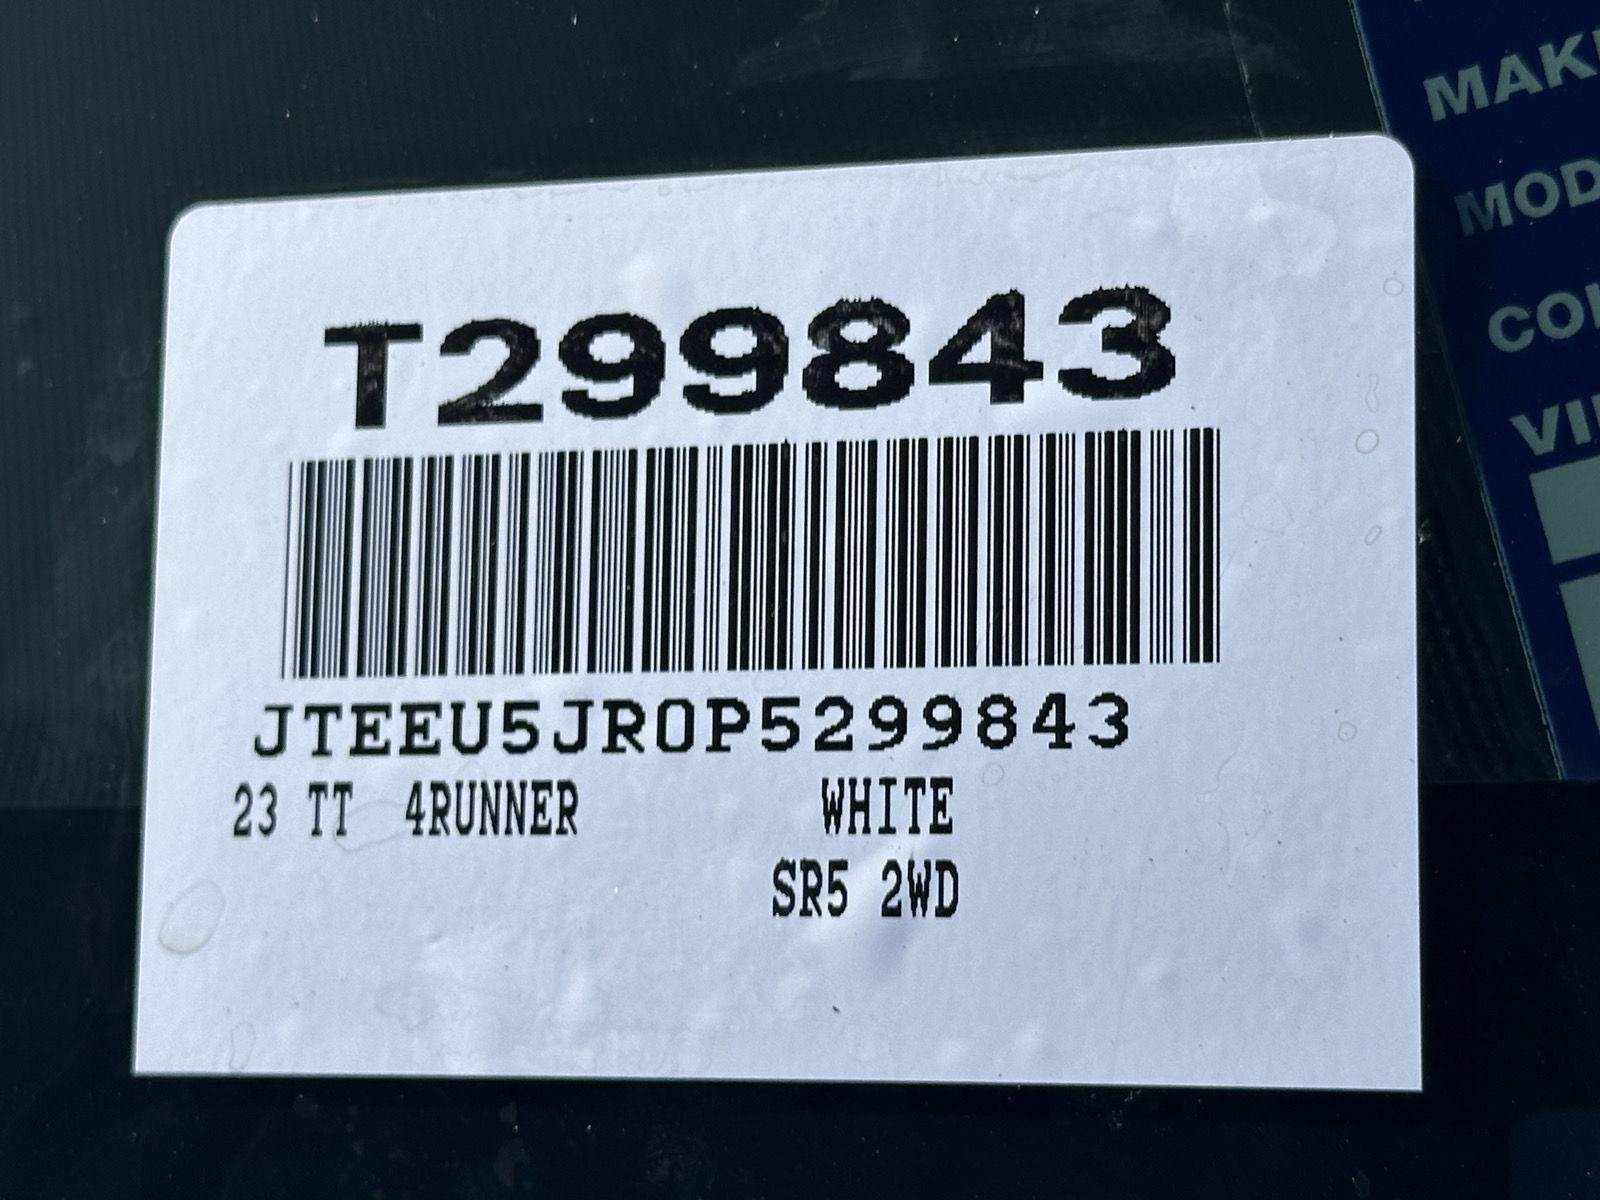 T299843
JTEEU5JR0P5299843
23 TT 4RUNNER WHITE
SR5 2WD